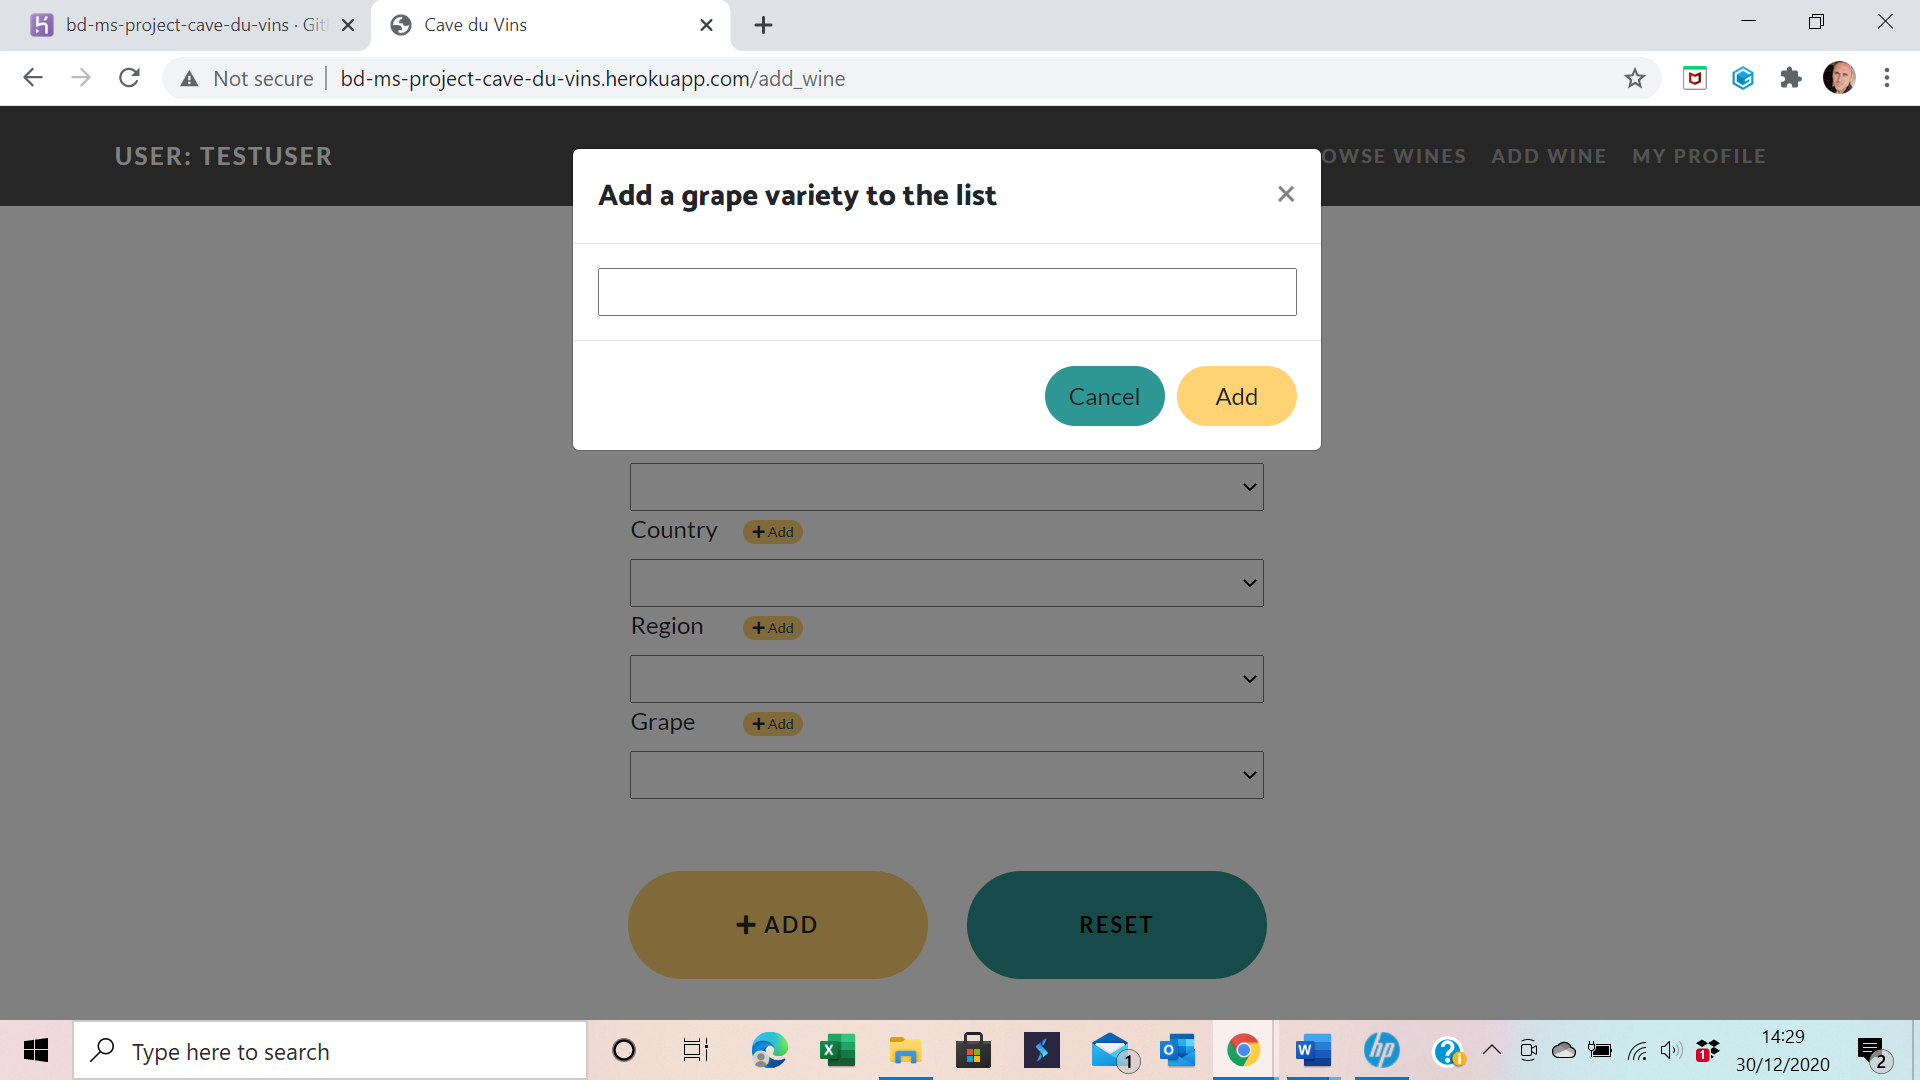 bd-ms-project-cave-du-vins · Git
Cave du Vins
Not secure
bd-ms-project-cave-du-vins.herokuapp.com/add_wine
USER: TESTUSER
OWSE WINES
ADD WINE
MY PROFILE
Add a grape variety to the list
Cancel
Add
Country
Add
Region
Add
Grape
Add
ADD
RESET
Type here to search
1
1
14:29
30/12/2020
2